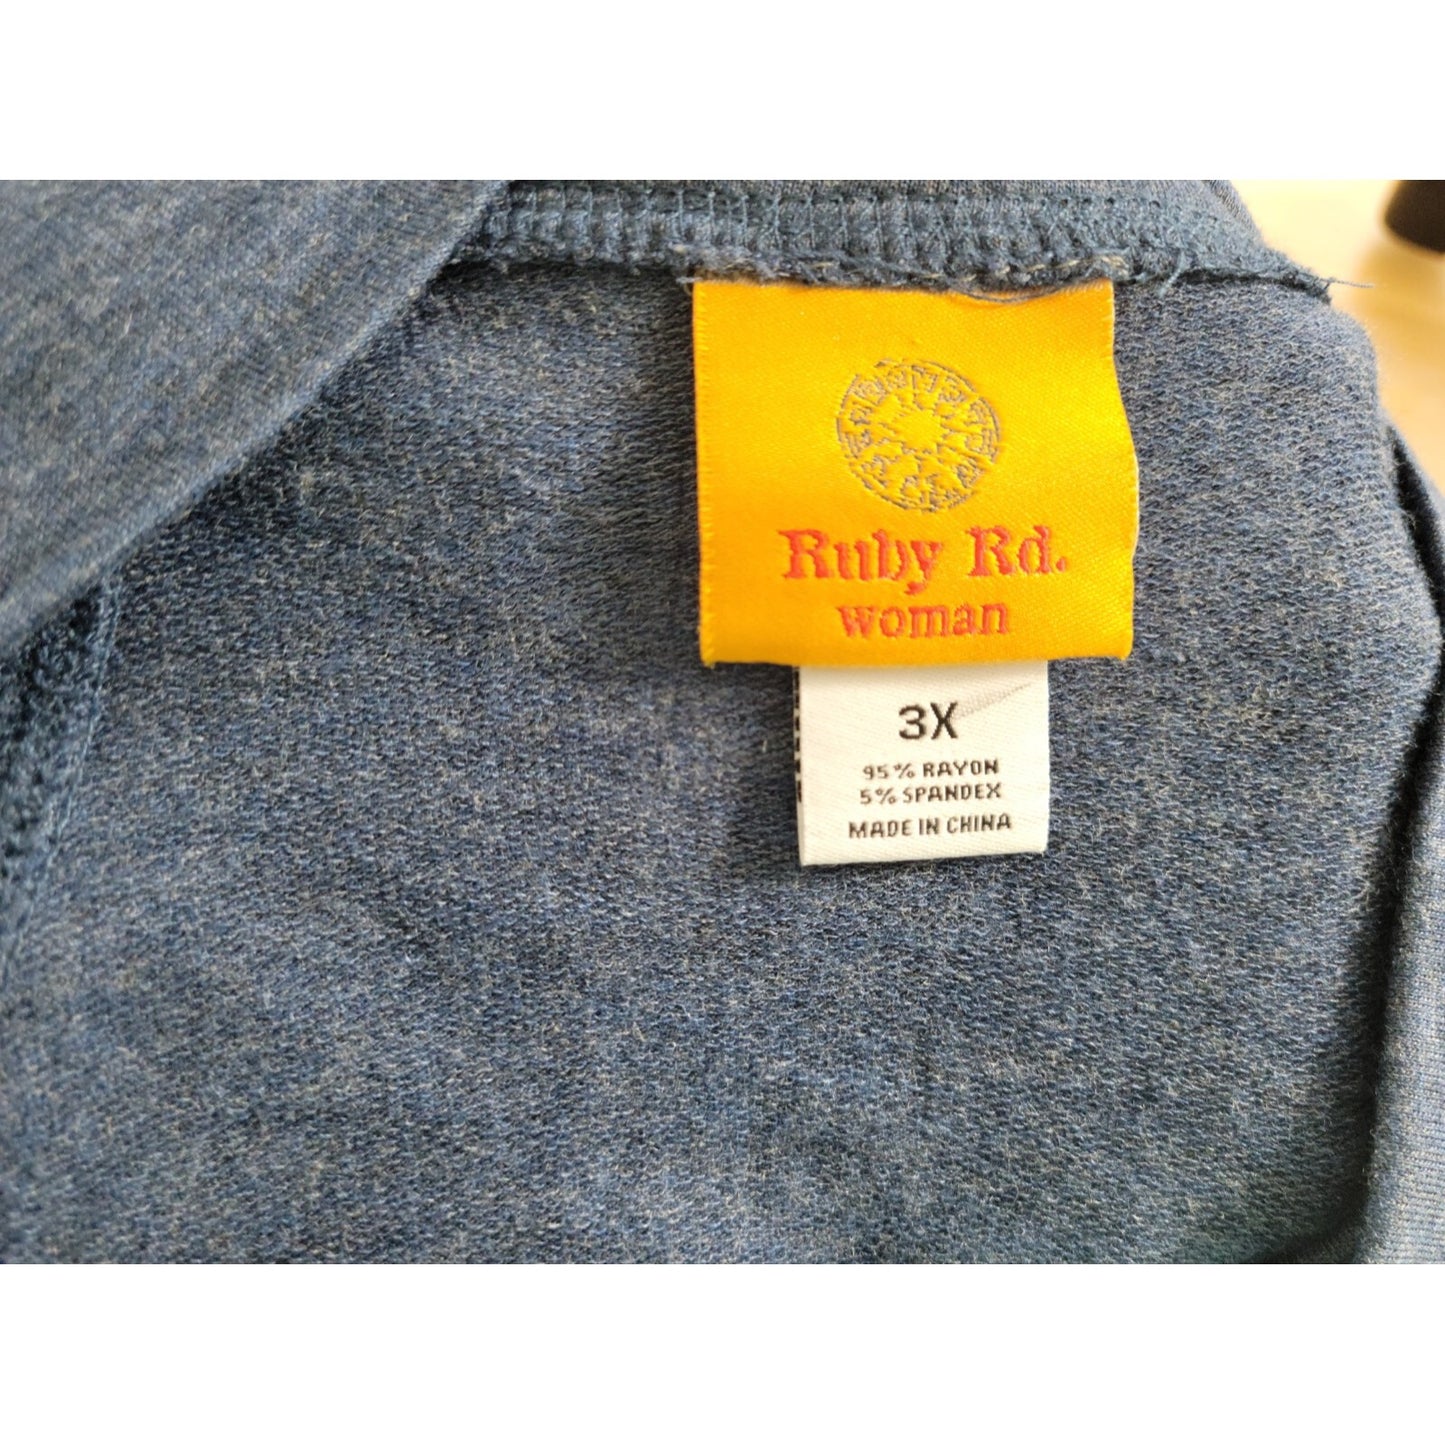 Ruby Rd.
woman
3X
95% RAYON
5% SPANDEX
MADE IN CHINA